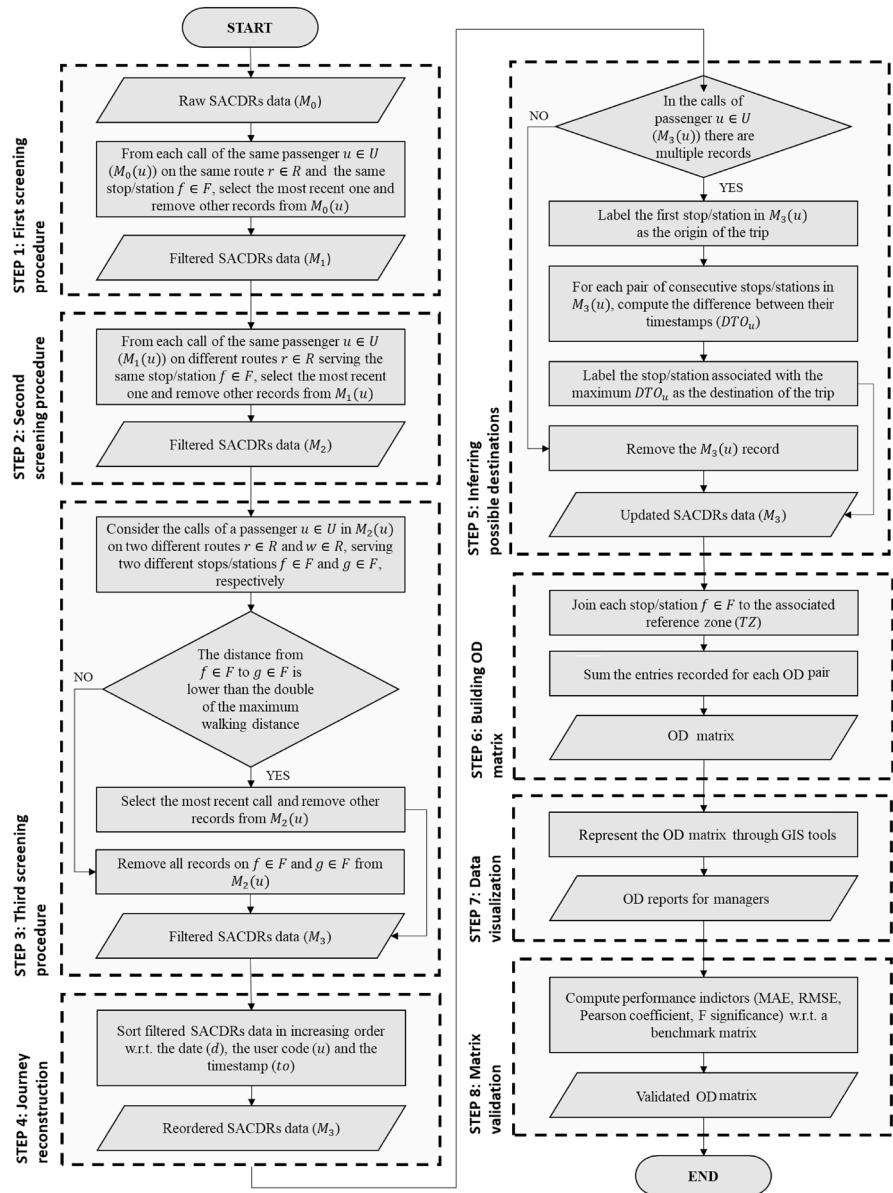 START
STEP 1: First screening
procedure
Raw SACDRs data (M₀)
From each call of the same passenger u ∈ U
(M₀(u)) on the same route r ∈ R and the same
stop/station f ∈ F, select the most recent one and
remove other records from M₀(u)
Filtered SACDRs data (M₁)
STEP 2: Second
screening procedure
From each call of the same passenger u ∈ U
(M₁(u)) on different routes r ∈ R serving the
same stop/station f ∈ F, select the most recent
one and remove other records from M₁(u)
Filtered SACDRs data (M₂)
STEP 3: Third screening
procedure
Consider the calls of a passenger u ∈ U in M₂(u)
on two different routes r ∈ R and w ∈ R, serving
two different stops/stations f ∈ F and g ∈ F,
respectively
The distance from
f ∈ F to g ∈ F is
lower than the double
of the maximum
walking distance
NO
YES
Select the most recent call and remove other
records from M₂(u)
Remove all records on f ∈ F and g ∈ F from
M₂(u)
Filtered SACDRs data (M₃)
STEP 4: Journey
reconstruction
Sort filtered SACDRs data in increasing order
w.r.t. the date (d), the user code (u) and the
timestamp (to)
Reordered SACDRs data (M₃)
STEP 5: Inferring
possible destinations
In the calls of
passenger u ∈ U
(M₃(u)) there are
multiple records
NO
YES
Label the first stop/station in M₃(u)
as the origin of the trip
For each pair of consecutive stops/stations in
M₃(u), compute the difference between their
timestamps (DTOᵤ)
Label the stop/station associated with the
maximum DTOᵤ as the destination of the trip
Remove the M₃(u) record
Updated SACDRs data (M₃)
STEP 6: Building OD
matrix
Join each stop/station f ∈ F to the associated
reference zone (TZ)
Sum the entries recorded for each OD pair
OD matrix
STEP 7: Data
visualization
Represent the OD matrix through GIS tools
OD reports for managers
STEP 8: Matrix
validation
Compute performance indictors (MAE, RMSE,
Pearson coefficient, F significance) w.r.t. a
benchmark matrix
Validated OD matrix
END